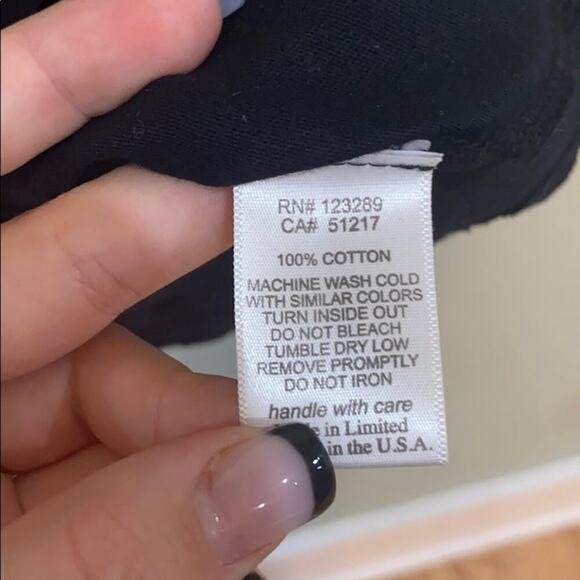 RN# 123289
CA# 51217
100% COTTON
MACHINE WASH COLD
WITH SIMILAR COLORS
TURN INSIDE OUT
DO NOT BLEACH
TUMBLE DRY LOW
REMOVE PROMPTLY
DO NOT IRON
handle with care
in Limited
in the U.S.A.